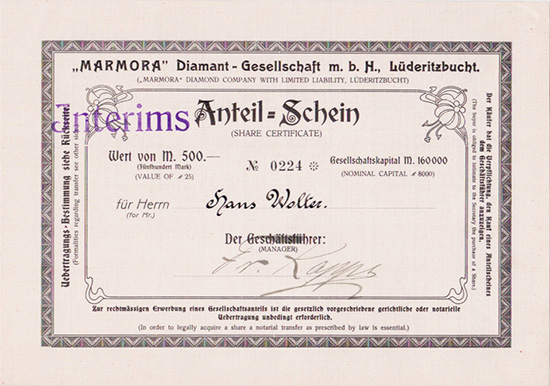 „MARMORA" Diamant-Gesellschaft m. b. H., Lüderitzbucht.
(„MARMORA" DIAMOND COMPANY WITH LIMITED LIABILITY, LÜDERITZBUCHT)
Interims
Anteil=Schein
(SHARE CERTIFICATE)
Wert von M. 500.—
(Fünfhundert Mark)
(VALUE OF £ 25)
№ 0224 ※
Gesellschaftskapital M. 160000
(NOMINAL CAPITAL £ 8000)
für Herrn
(for Mr.)
Hans Wolter.
Der Geschäftsführer:
(MANAGER)
Fr. Kapps
Zur rechtmässigen Erwerbung eines Gesellschaftsanteils ist die gesetzlich vorgeschriebene gerichtliche oder notarielle
Uebertragung unbedingt erforderlich.
(In order to legally acquire a share a notarial transfer as prescribed by law is essential.)
Uebertragungs-Bestimmung siehe Rückseite.
(Formalities regarding transfer see other side.)
Der Käufer hat die Verpflichtung, den Kauf eines Anteilscheines
dem Geschäftsführer anzuzeigen.
(The buyer is obliged to intimate to the Secretary the purchase of a Share.)